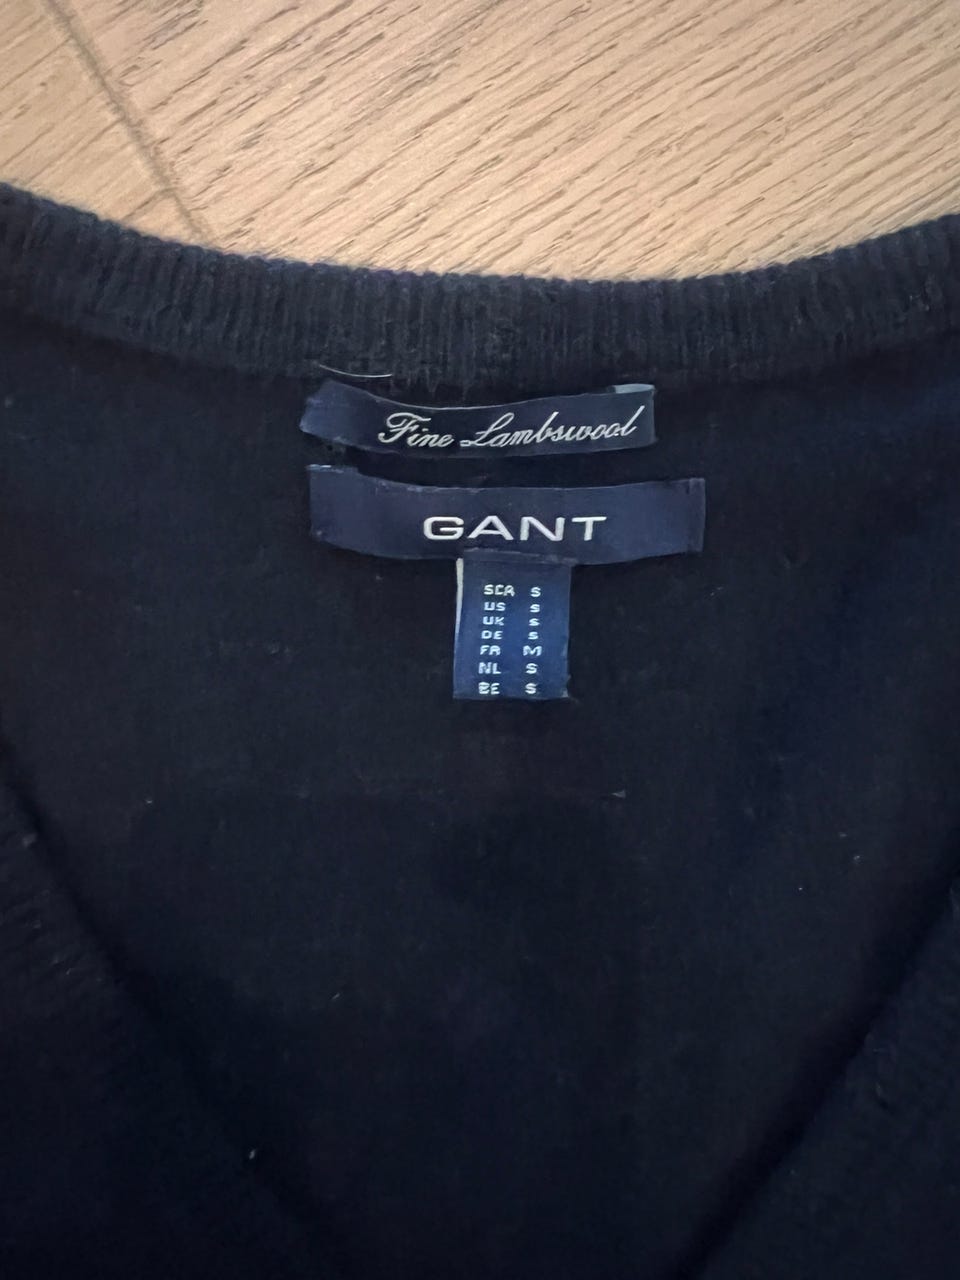 Fine Lambswool
GANT
SCA S
US S
UK S
DE S
FR M
NL S
BE S